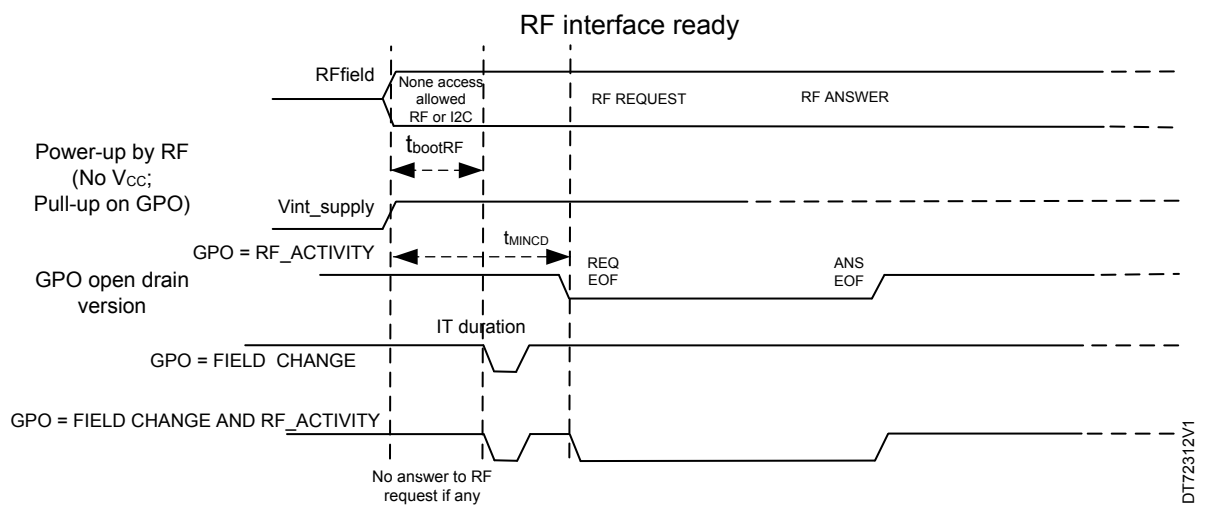 RF interface ready
RFfield
None access
allowed
RF or I2C
RF REQUEST
RF ANSWER
tbootRF
Power-up by RF
(No VCC;
Pull-up on GPO)
Vint_supply
GPO = RF_ACTIVITY
tMINCD
REQ
EOF
ANS
EOF
GPO open drain
version
IT duration
GPO = FIELD CHANGE
GPO = FIELD CHANGE AND RF_ACTIVITY
No answer to RF
request if any
DT72312V1